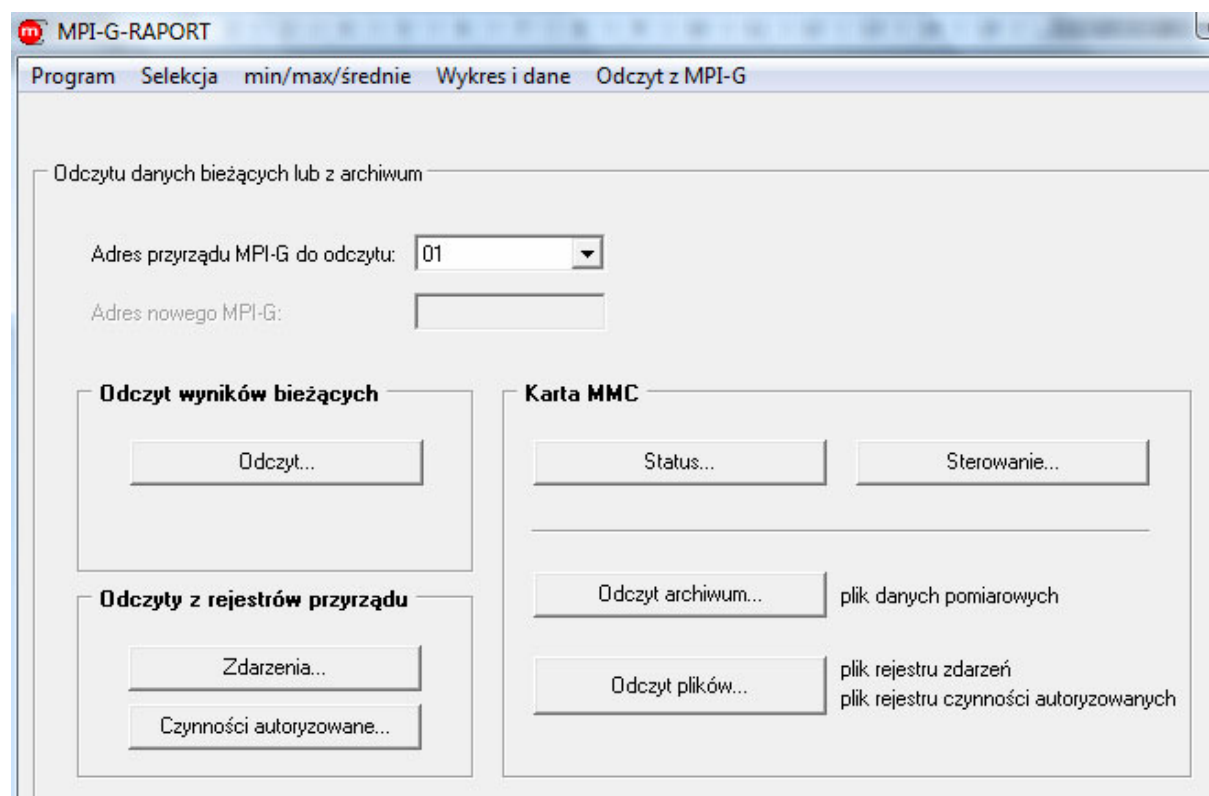 MPI-G-RAPORT
Program Selekcja min/max/średnie Wykres i dane Odczyt z MPI-G
Odczytu danych bieżących lub z archiwum
Adres przyrządu MPI-G do odczytu: 01
Adres nowego MPI-G:
Odczyt wyników bieżących
Odczyt...
Odczyty z rejestrów przyrządu
Zdarzenia...
Czynności autoryzowane...
Karta MMC
Status... Sterowanie...
Odczyt archiwum... plik danych pomiarowych
Odczyt plików... plik rejestru zdarzeń
plik rejestru czynności autoryzowanych